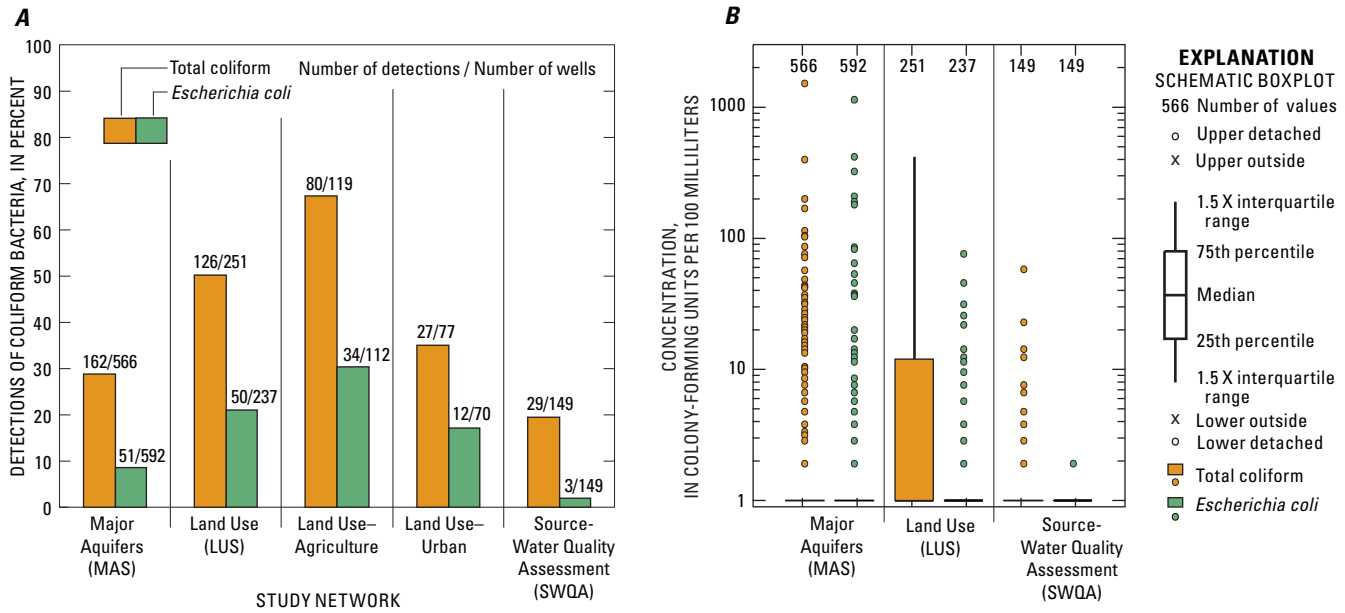 A
DETECTIONS OF COLIFORM BACTERIA, IN PERCENT
100
90
80
70
60
50
40
30
20
10
0
Total coliform
Escherichia coli
Number of detections / Number of wells
162/566
51/592
126/251
50/237
80/119
34/112
27/77
12/70
29/149
3/149
Major
Aquifers
(MAS)
Land Use
(LUS)
Land Use–
Agriculture
Land Use–
Urban
Source-
Water Quality
Assessment
(SWQA)
STUDY NETWORK
B
CONCENTRATION,
IN COLONY-FORMING UNITS PER 100 MILLILITERS
1000
100
10
1
566
592
251
237
149
149
Major
Aquifers
(MAS)
Land Use
(LUS)
Source-
Water Quality
Assessment
(SWQA)
EXPLANATION
SCHEMATIC BOXPLOT
566 Number of values
Upper detached
x Upper outside
1.5 X interquartile
range
75th percentile
Median
25th percentile
1.5 X interquartile
range
x Lower outside
Lower detached
Total coliform
Escherichia coli